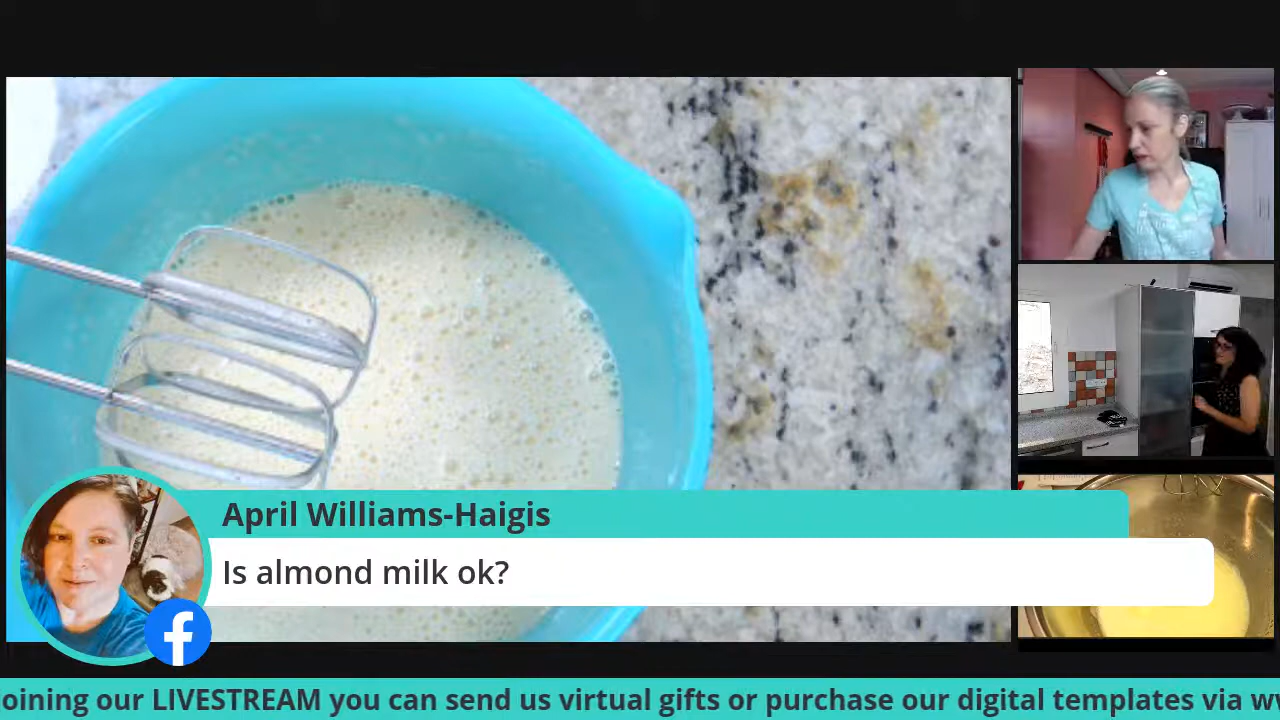 April Williams-Haigis
Is almond milk ok?
oining our LIVESTREAM you can send us virtual gifts or purchase our digital templates via w